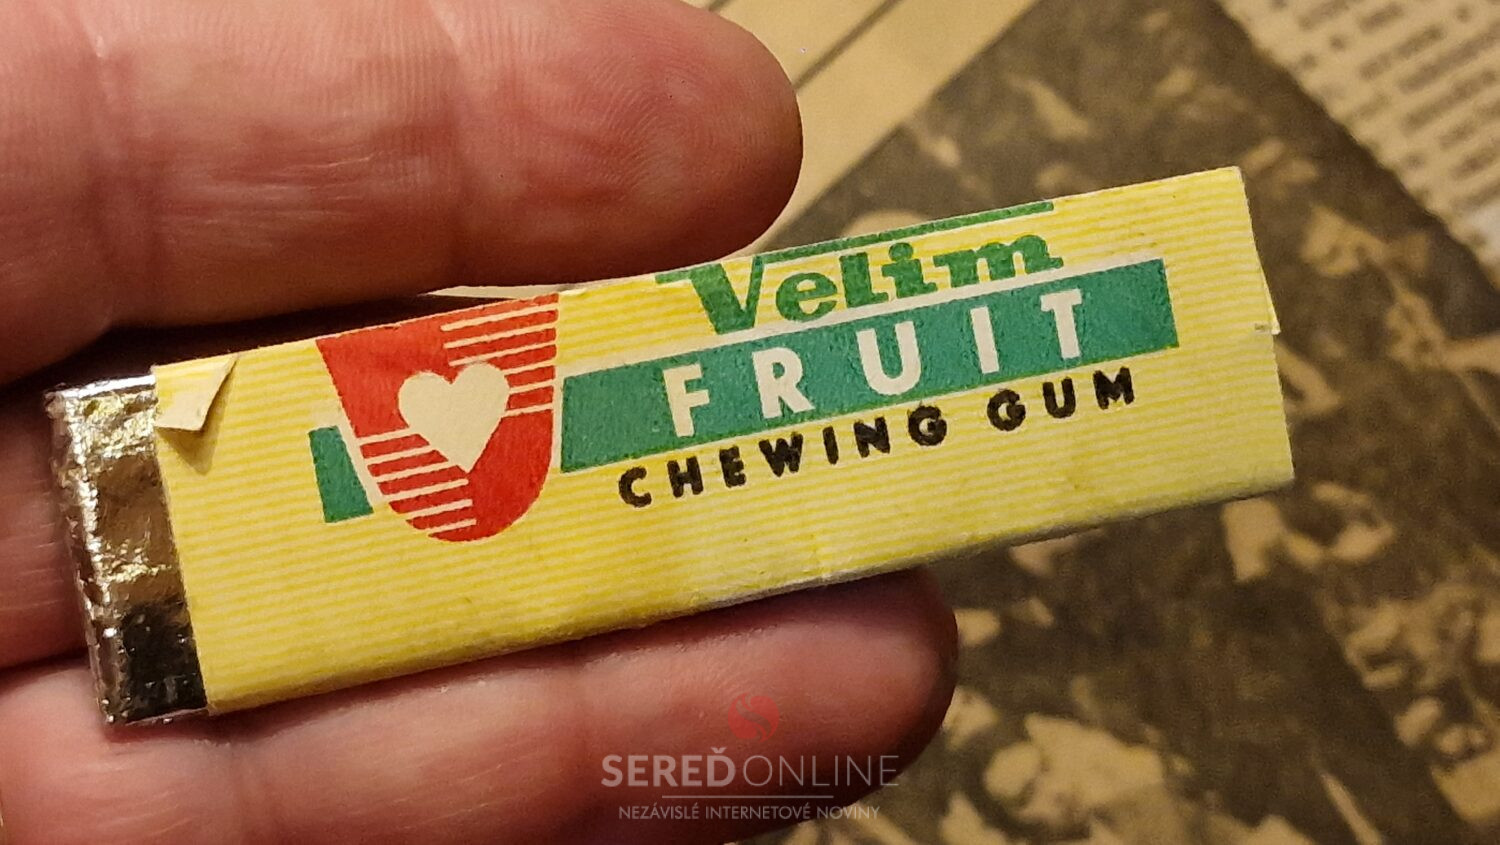 Velim
FRUIT
CHEWING GUM
SEREĎONLINE
NEZÁVISLÉ INTERNETOVÉ NOVINY